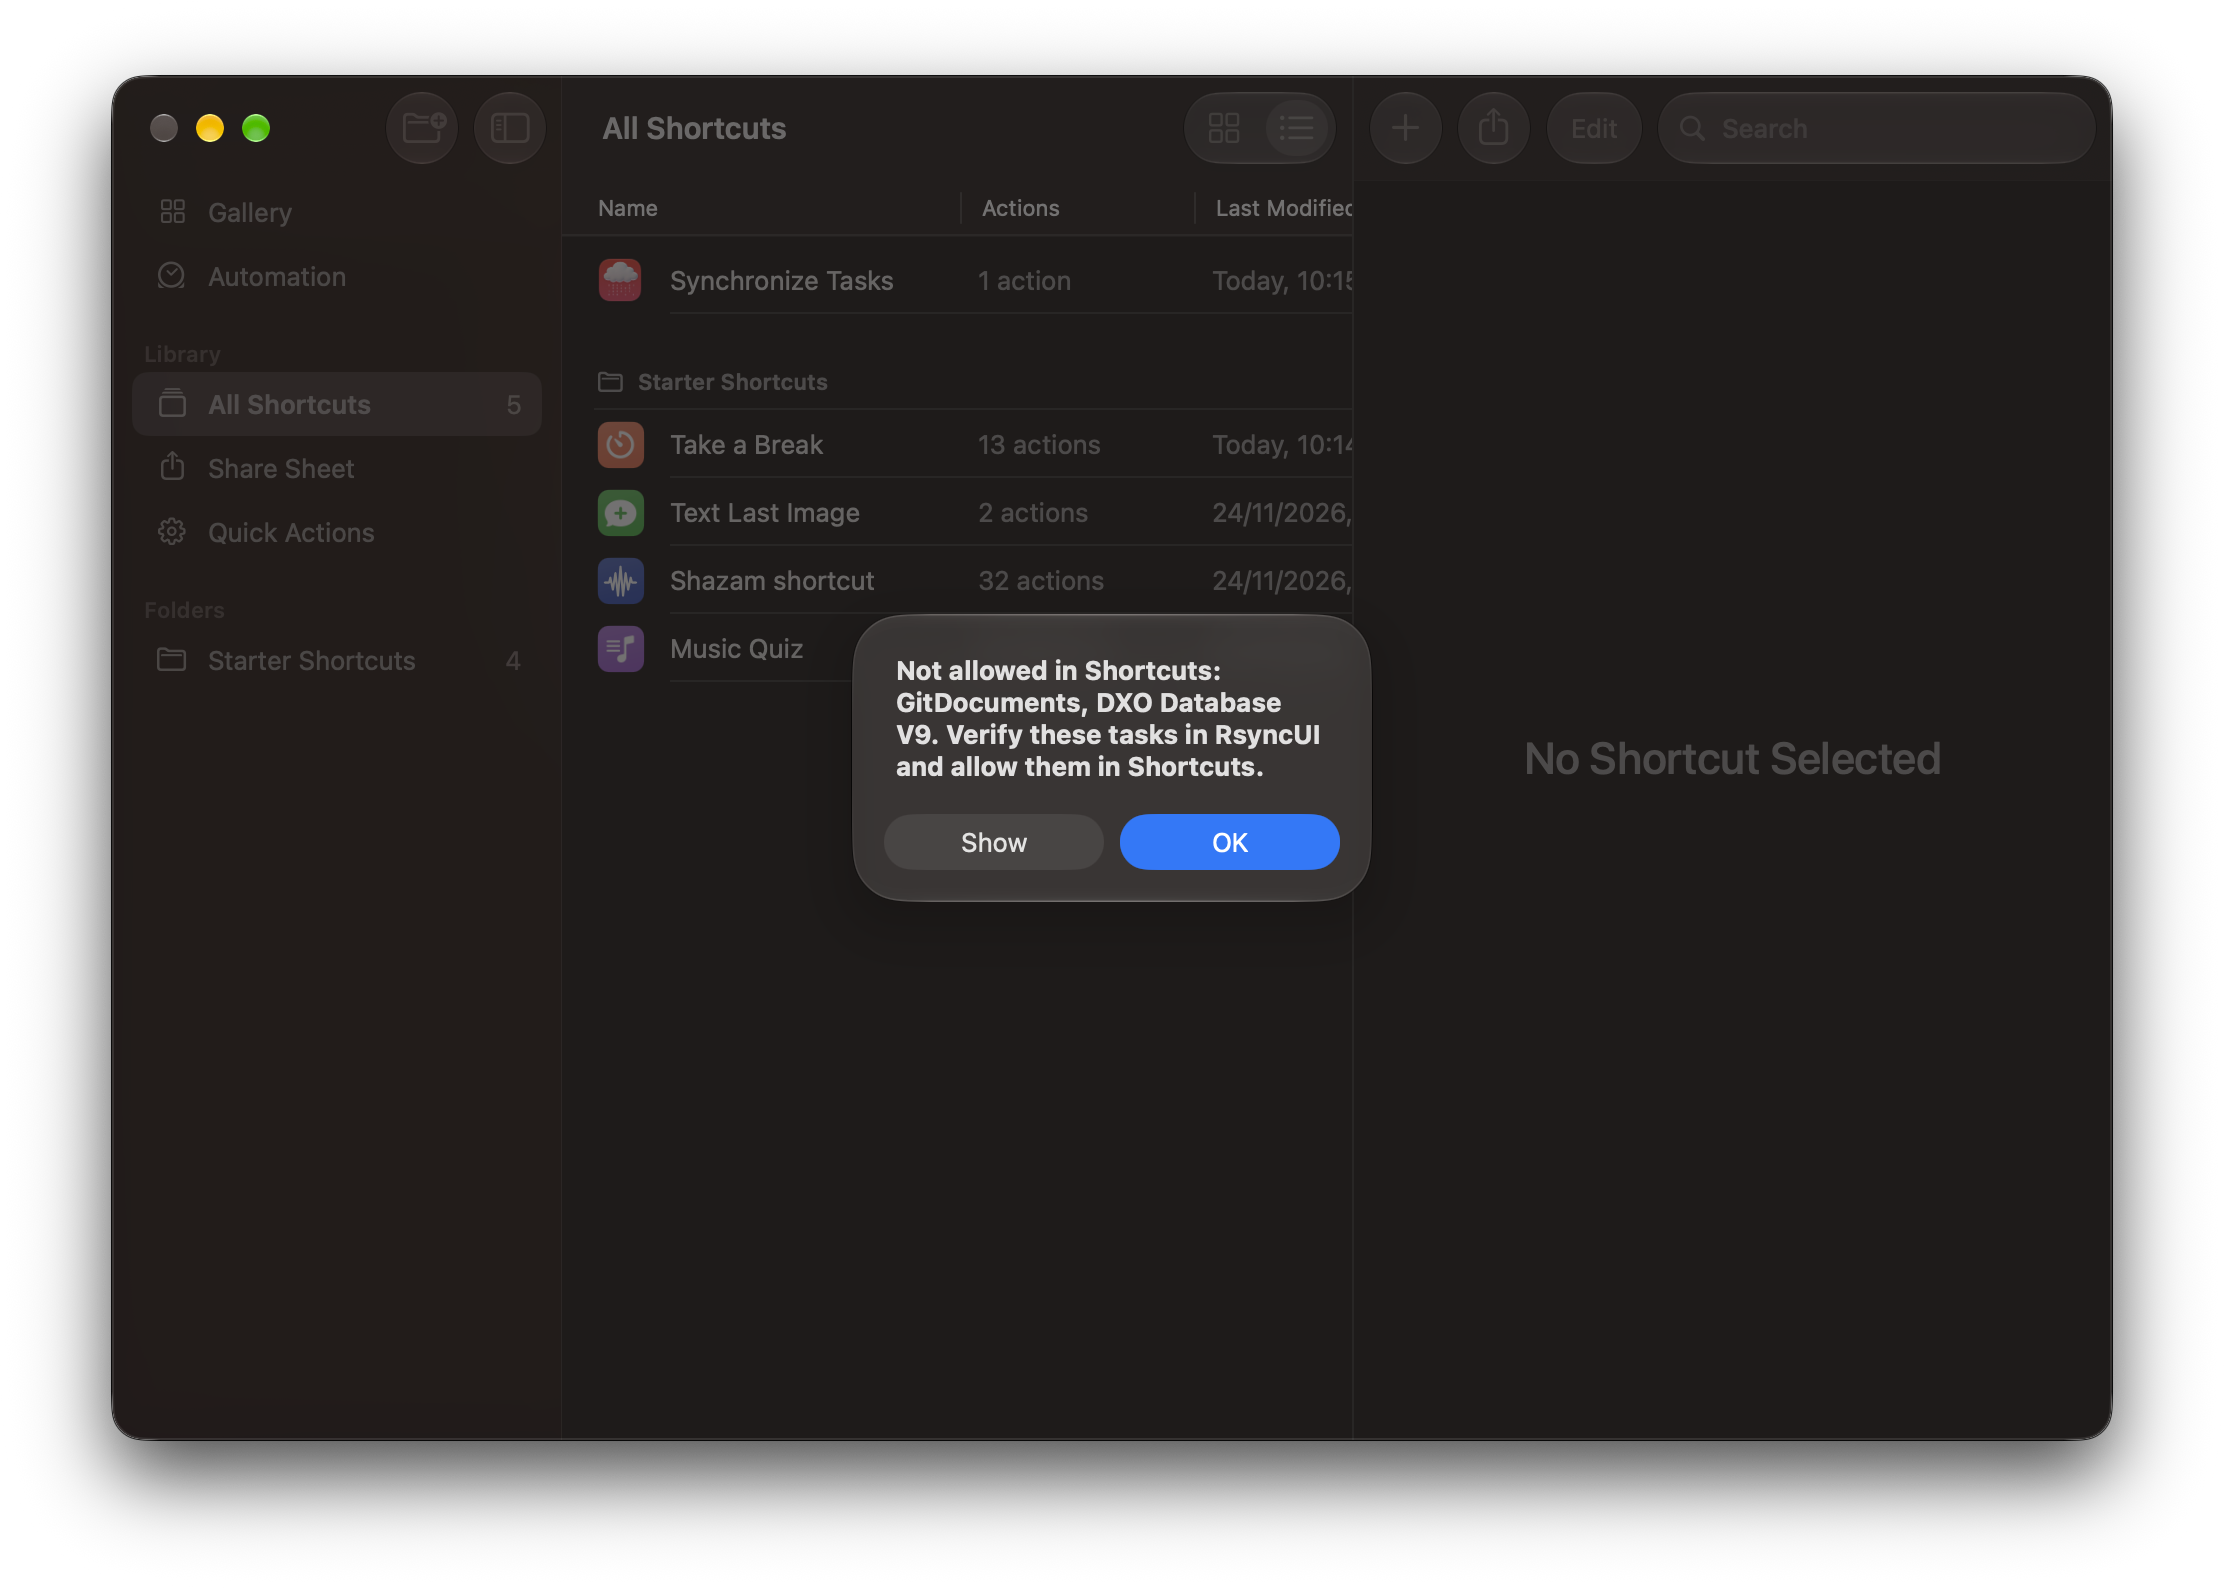 All Shortcuts
Edit
Search
Gallery
Automation
Library
All Shortcuts 5
Share Sheet
Quick Actions
Folders
Starter Shortcuts 4
Name Actions Last Modified
Synchronize Tasks 1 action Today, 10:15
Starter Shortcuts
Take a Break 13 actions Today, 10:14
Text Last Image 2 actions 24/11/2026,
Shazam shortcut 32 actions 24/11/2026,
Music Quiz
Not allowed in Shortcuts:
GitDocuments, DXO Database
V9. Verify these tasks in RsyncUI
and allow them in Shortcuts.
Show OK
No Shortcut Selected